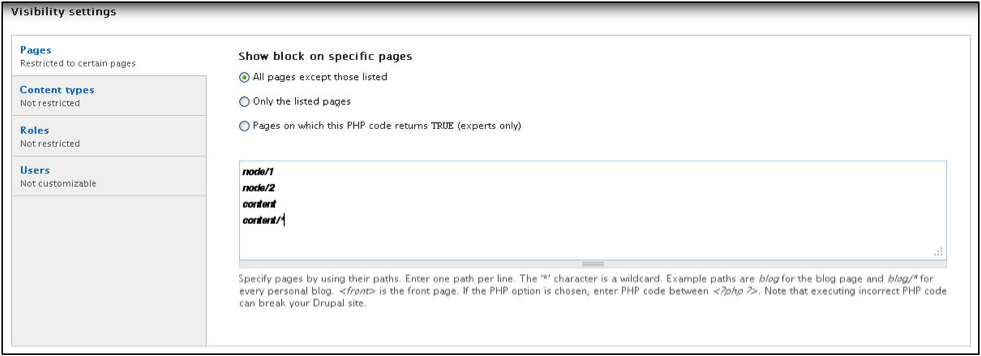 Visibility settings
Pages
Restricted to certain pages
Content types
Not restricted
Roles
Not restricted
Users
Not customizable
Show block on specific pages
All pages except those listed
Only the listed pages
Pages on which this PHP code returns TRUE (experts only)
node/1
node/2
content
content/*
Specify pages by using their paths. Enter one path per line. The '*' character is a wildcard. Example paths are blog for the blog page and blog/* for
every personal blog. <front> is the front page. If the PHP option is chosen, enter PHP code between <?php ?>. Note that executing incorrect PHP code
can break your Drupal site.